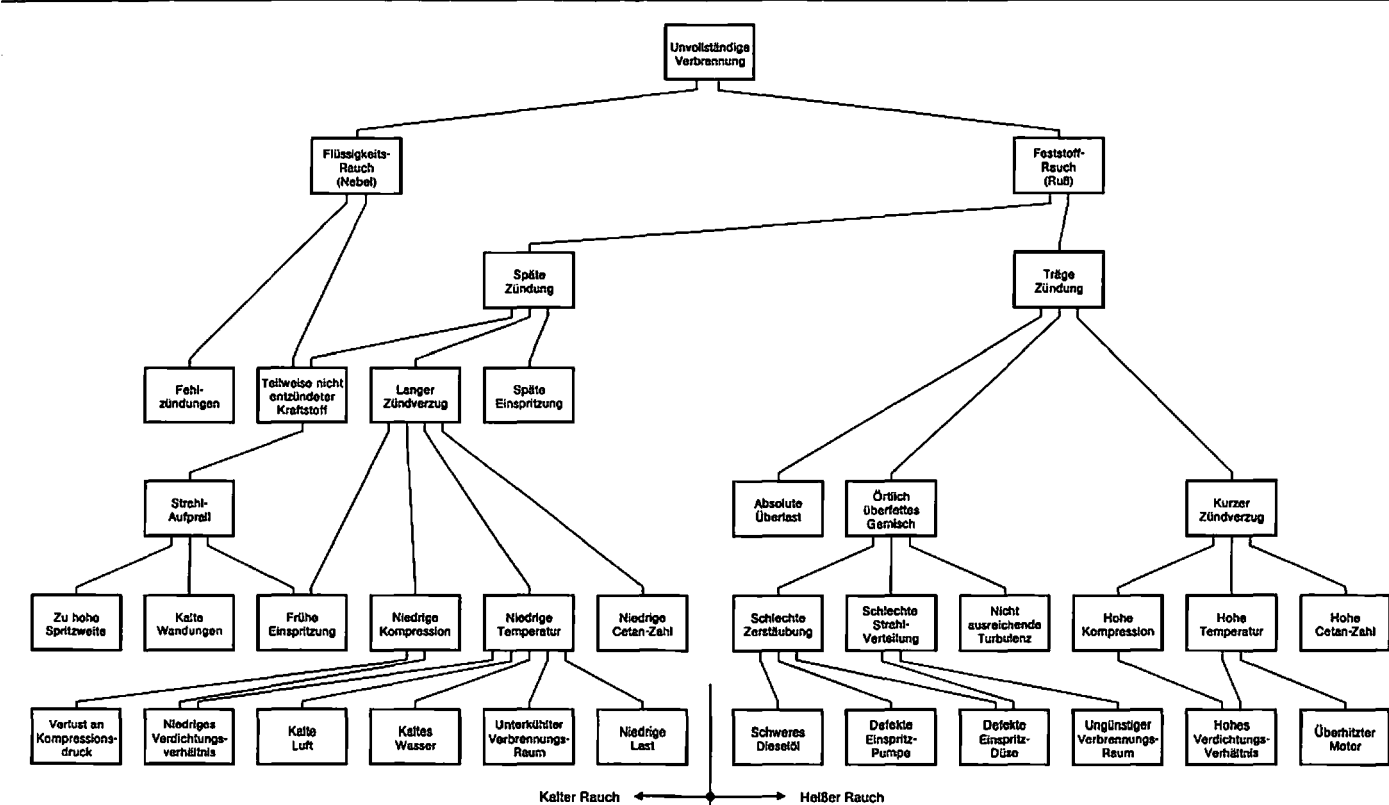 Unvollständige
Verbrennung
Flüssigkeits-
Rauch
(Nebel)
Feststoff-
Rauch
(Ruß)
Späte
Zündung
Träge
Zündung
Fehl-
zündungen
Teilweise nicht
entzündeter
Kraftstoff
Langer
Zündverzug
Späte
Einspritzung
Strahl-
Aufprall
Absolute
Überlast
Örtlich
überfettes
Gemisch
Kurzer
Zündverzug
Zu hohe
Spritzweite
Kalte
Wandungen
Frühe
Einspritzung
Niedrige
Kompression
Niedrige
Temperatur
Niedrige
Cetan-Zahl
Schlechte
Zerstäubung
Schlechte
Strahl-
Verteilung
Nicht
ausreichende
Turbulenz
Hohe
Kompression
Hohe
Temperatur
Hohe
Cetan-Zahl
Verlust an
Kompressions-
druck
Niedriges
Verdichtungs-
verhältnis
Kalte
Luft
Kaltes
Wasser
Unterkühlter
Verbrennungs-
Raum
Niedrige
Last
Schweres
Dieselöl
Defekte
Einspritz-
Pumpe
Defekte
Einspritz-
Düze
Ungünstiger
Verbrennungs-
Raum
Hohes
Verdichtungs-
Verhältnis
Überhitzter
Motor
Kalter Rauch
Heißer Rauch